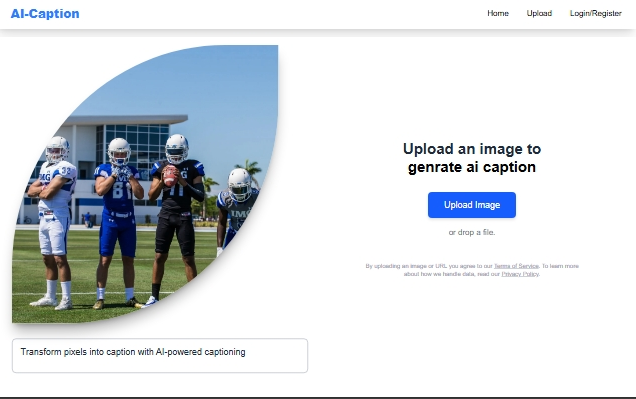 AI-Caption
Home Upload Login/Register
IMG
81
11
IMG
Upload an image to
genrate ai caption
Upload Image
or drop a file.
By uploading an image or URL you agree to our Terms of Service. To learn more
about how we handle data, read our Privacy Policy.
Transform pixels into caption with AI-powered captioning